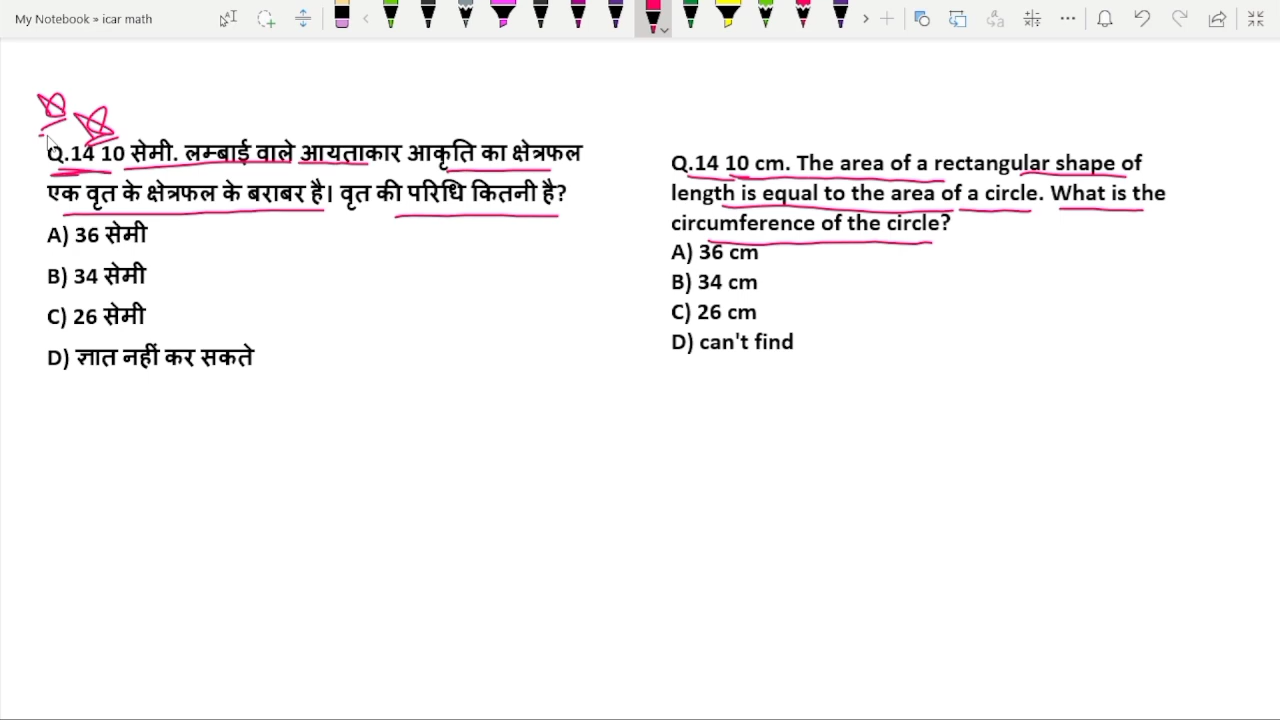 My Notebook » icar math
Q.14 10 सेमी. लम्बाई वाले आयताकार आकृति का क्षेत्रफल
एक वृत के क्षेत्रफल के बराबर है। वृत की परिधि कितनी है?
A) 36 सेमी
B) 34 सेमी
C) 26 सेमी
D) ज्ञात नहीं कर सकते
Q.14 10 cm. The area of a rectangular shape of
length is equal to the area of a circle. What is the
circumference of the circle?
A) 36 cm
B) 34 cm
C) 26 cm
D) can't find